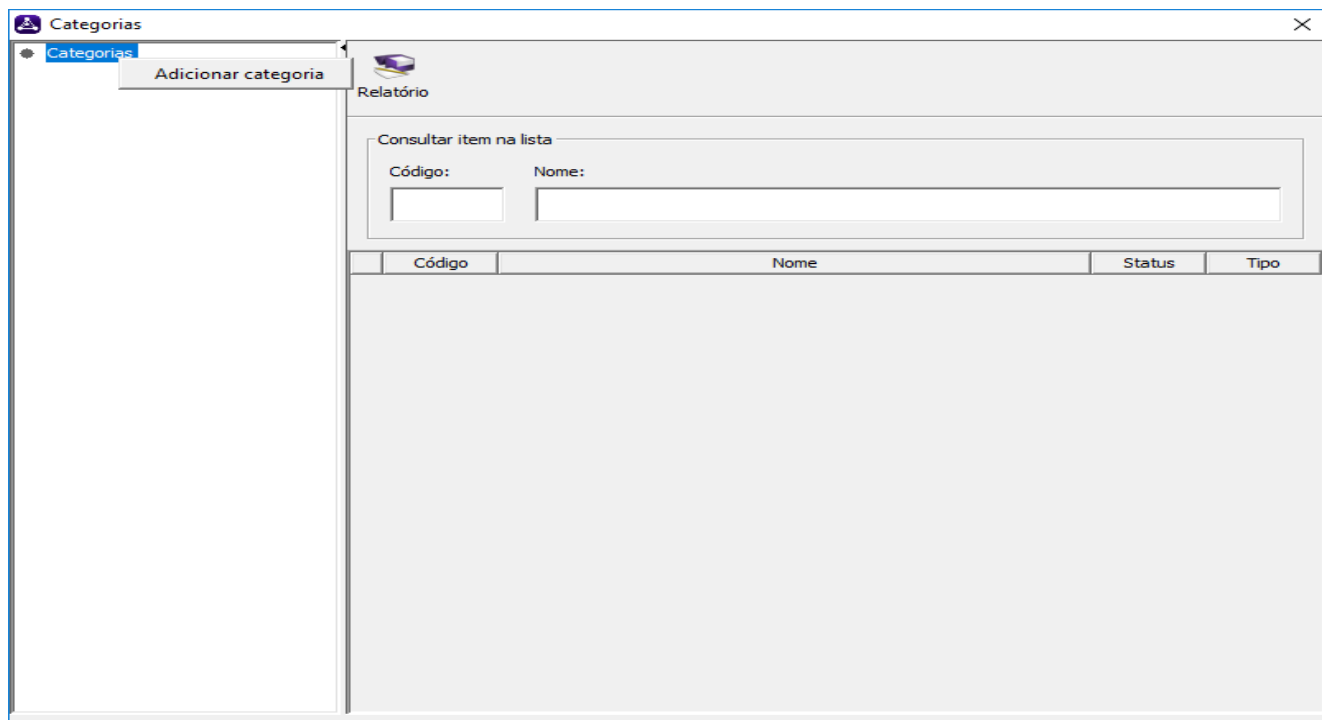 Categorias
Categorias
Adicionar categoria
Relatório
Consultar item na lista
Código: Nome:
Código Nome Status Tipo